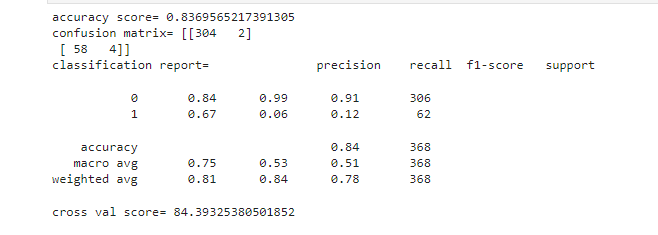 accuracy score= 0.8369565217391305
confusion matrix= [[304   2]
 [ 58   4]]
classification report=               precision    recall  f1-score   support

           0       0.84      0.99      0.91       306
           1       0.67      0.06      0.12        62

    accuracy                           0.84       368
   macro avg       0.75      0.53      0.51       368
weighted avg       0.81      0.84      0.78       368

cross val score= 84.39325380501852